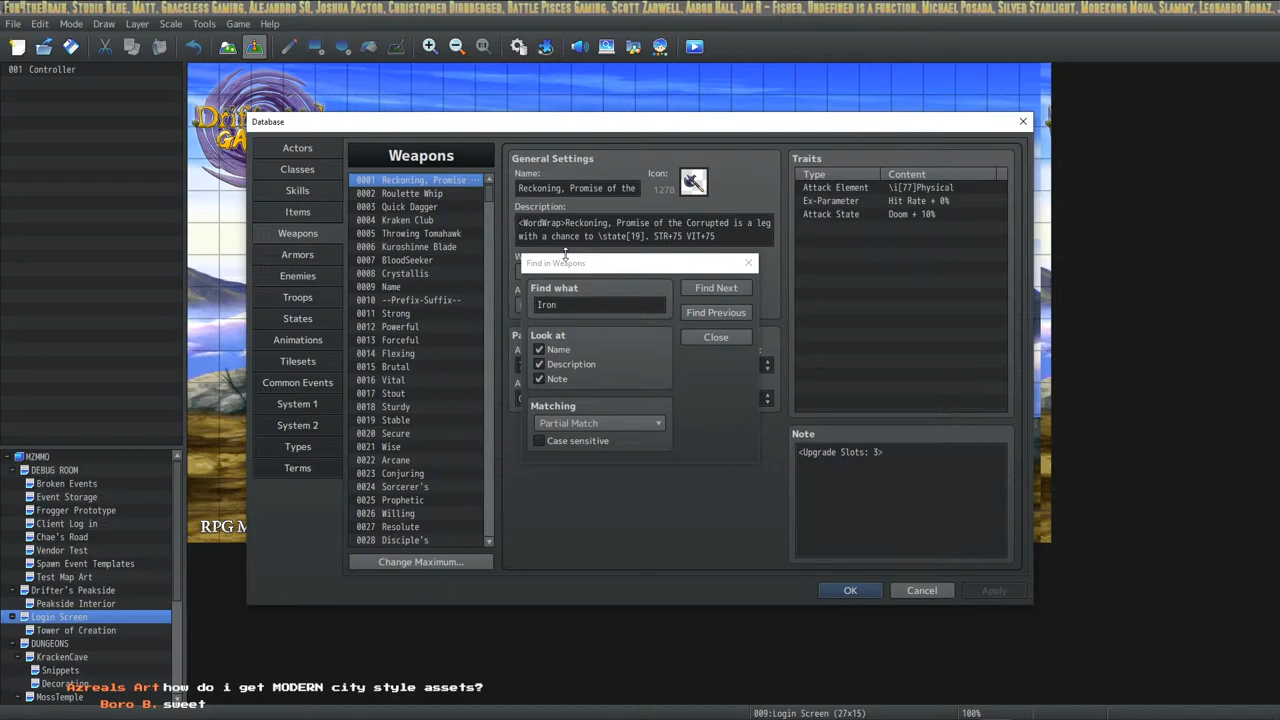 FUN4THEBRAIN, STUDIO BLUE, MATT, GRACELESS GAMING, ALEJANDRO SQ, JOSHUA PACTOR, CHRISTOPHER DIRNBERGER, BATTLE PISCES GAMING, SCOTT ZARWELL, AARON HALL, JAI B - FISHER, UNDEFINED IS A FUNCTION, MICHAEL POSADA, SILVER STARLIGHT, MOREKONG MOUA, SLAMMY, LEONARDO BORAZ,
File Edit Mode Draw Layer Scale Tools Game Help
001 Controller
Database
Actors
Classes
Skills
Items
Weapons
Armors
Enemies
Troops
States
Animations
Tilesets
Common Events
System 1
System 2
Types
Terms
Weapons
0001 Reckoning, Promise ...
0002 Roulette Whip
0003 Quick Dagger
0004 Kraken Club
0005 Throwing Tomahawk
0006 Kuroshinne Blade
0007 BloodSeeker
0008 Crystallis
0009 Name
0010 --Prefix-Suffix--
0011 Strong
0012 Powerful
0013 Forceful
0014 Flexing
0015 Brutal
0016 Vital
0017 Stout
0018 Sturdy
0019 Stable
0020 Secure
0021 Wise
0022 Arcane
0023 Conjuring
0024 Sorcerer's
0025 Prophetic
0026 Willing
0027 Resolute
0028 Disciple's
Change Maximum...
General Settings
Name: Icon:
Reckoning, Promise of the 1278
Description:
<WordWrap>Reckoning, Promise of the Corrupted is a leg
with a chance to \state[19]. STR+75 VIT+75
Find in Weapons
Find what
Iron
Find Next
Find Previous
Close
Look at
Name
Description
Note
Matching
Partial Match
Case sensitive
Traits
Type Content
Attack Element \i[77]Physical
Ex-Parameter Hit Rate + 0%
Attack State Doom + 10%
Note
<Upgrade Slots: 3>
OK Cancel Apply
RPG M
MZMMO
DEBUG ROOM
Broken Events
Event Storage
Frogger Prototype
Client Log in
Chae's Road
Vendor Test
Spawn Event Templates
Test Map Art
Drifter's Peakside
Peakside Interior
Login Screen
Tower of Creation
DUNGEONS
KrackenCave
Snippets
Decoration
MossTemple
Azreals Art how do i get MODERN city style assets?
Boro B. sweet
009:Login Screen (27x15) 100%